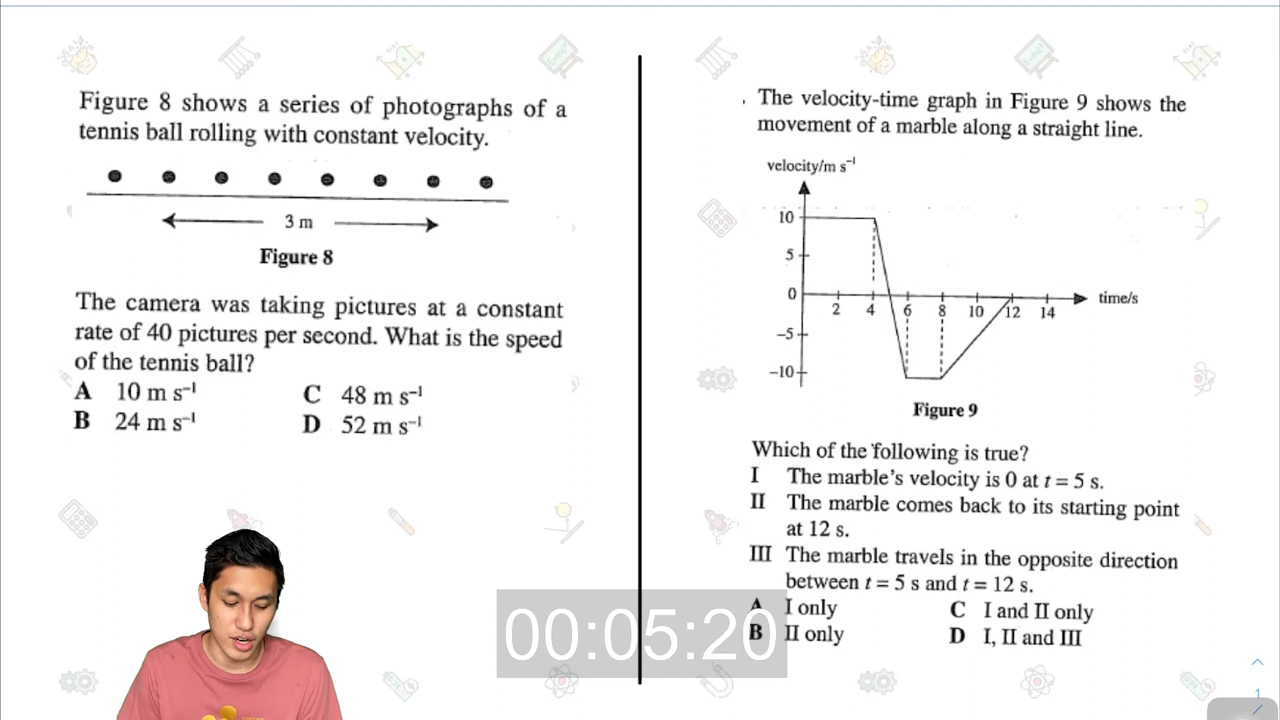 Figure 8 shows a series of photographs of a
tennis ball rolling with constant velocity.
3 m
Figure 8
The camera was taking pictures at a constant
rate of 40 pictures per second. What is the speed
of the tennis ball?
A 10 m s⁻¹
C 48 m s⁻¹
B 24 m s⁻¹
D 52 m s⁻¹
The velocity-time graph in Figure 9 shows the
movement of a marble along a straight line.
velocity/m s⁻¹
10
5
0
2 4 6 8 10 12 14
time/s
-5
-10
Figure 9
Which of the following is true?
I The marble's velocity is 0 at t = 5 s.
II The marble comes back to its starting point
at 12 s.
III The marble travels in the opposite direction
between t = 5 s and t = 12 s.
A I only
C I and II only
B II only
D I, II and III
00:05:20
1